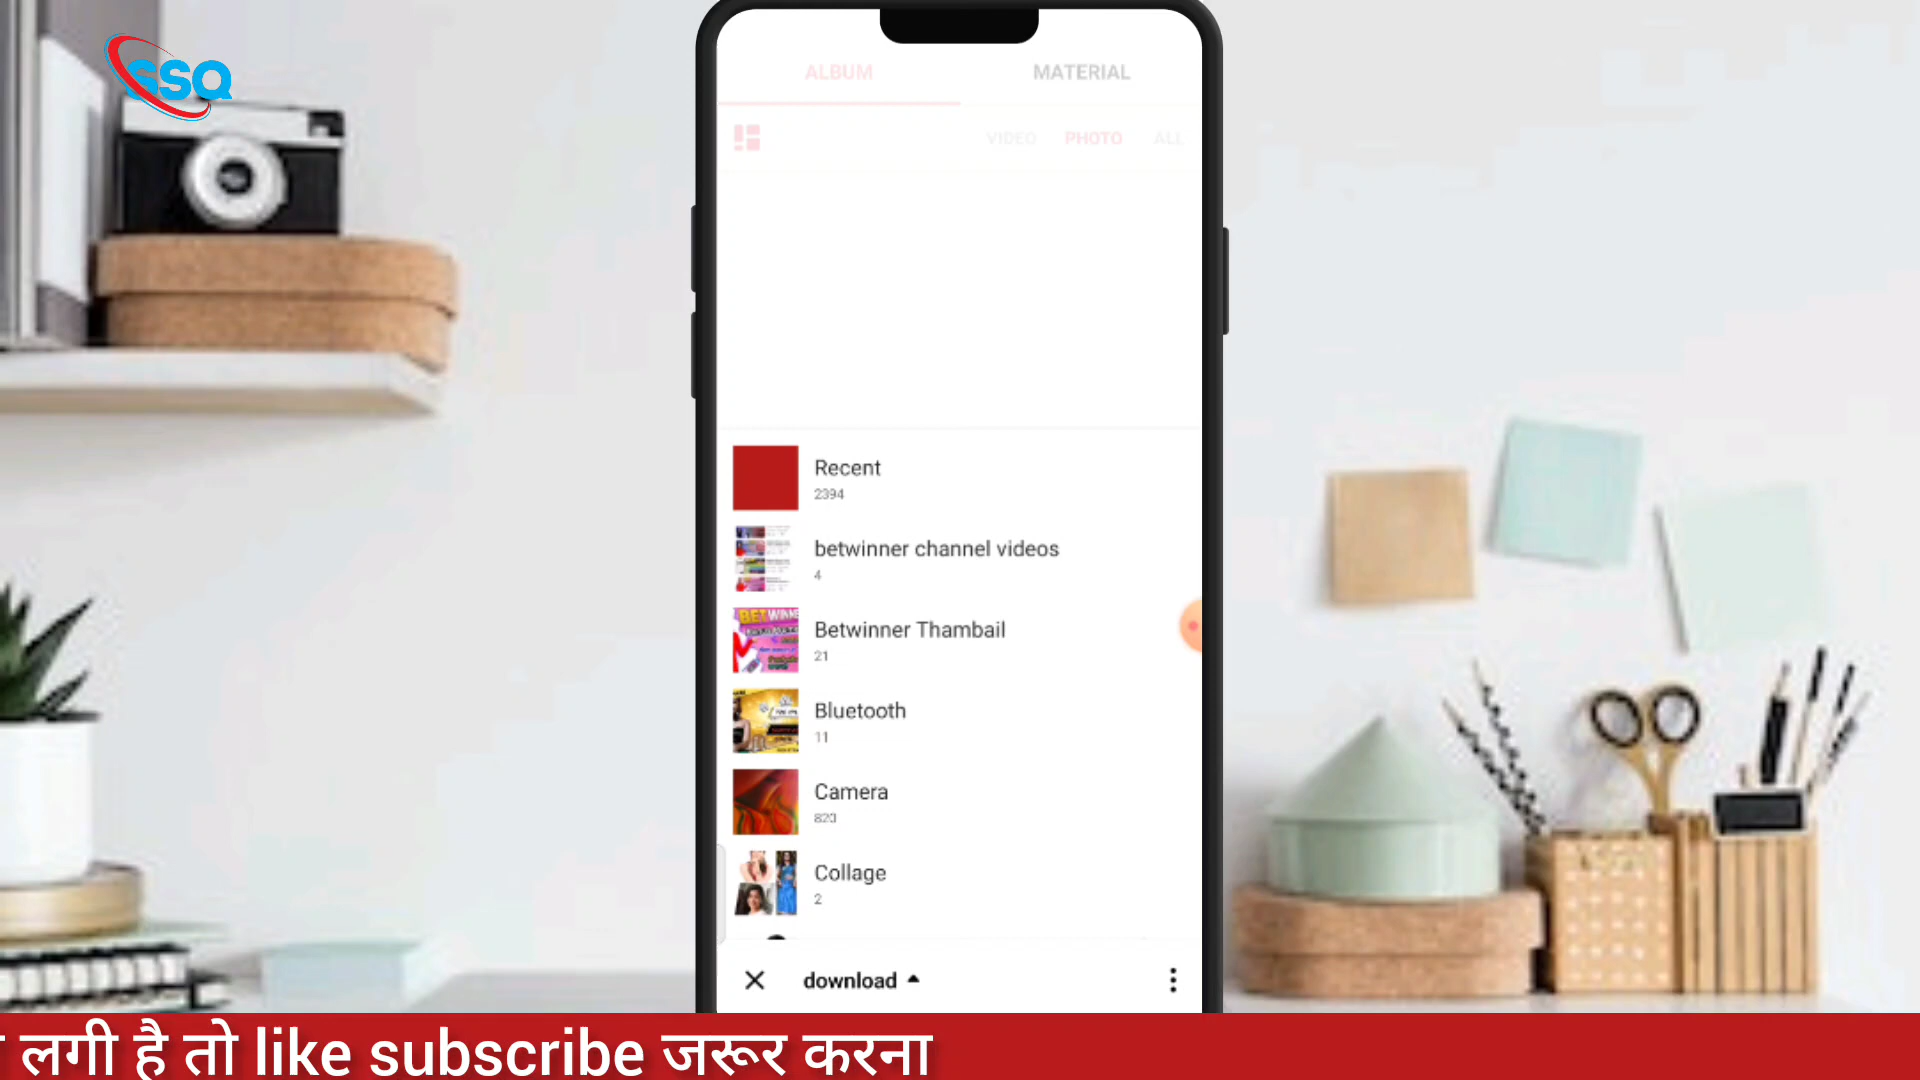 SSQ
ALBUM
MATERIAL
VIDEO
PHOTO
ALL
Recent
2394
betwinner channel videos
4
Betwinner Thambail
21
Bluetooth
11
Camera
820
Collage
2
download
लगी है तो like subscribe जरूर करना